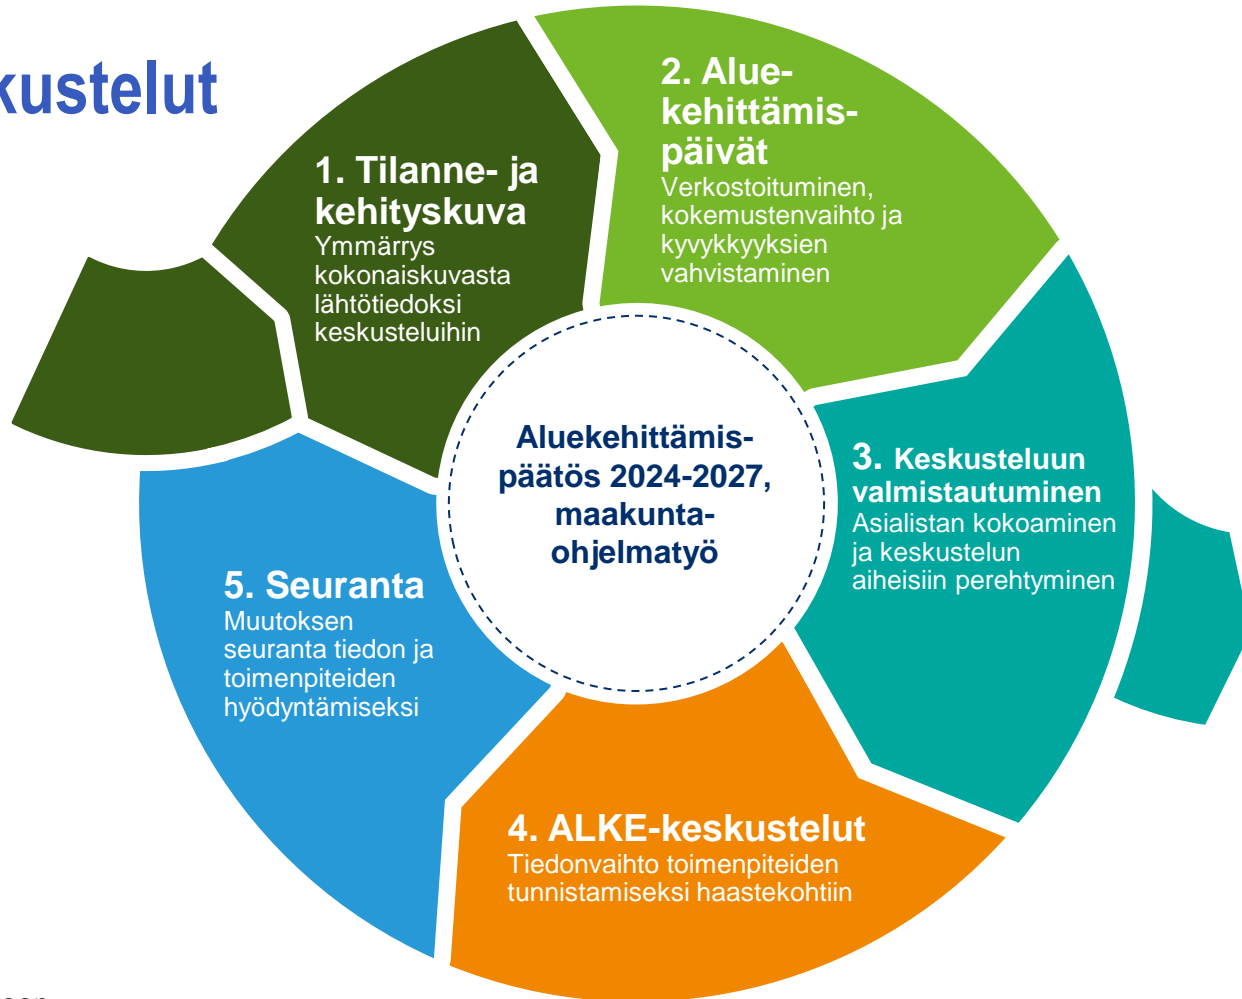 kustelut
1. Tilanne- ja
kehityskuva
Ymmärrys
kokonaiskuvasta
lähtötiedoksi
keskusteluihin
2. Alue-
kehittämis-
päivät
Verkostoituminen,
kokemustenvaihto ja
kyvykkyyksien
vahvistaminen
3. Keskusteluun
valmistautuminen
Asialistan kokoaminen
ja keskustelun
aiheisiin perehtyminen
4. ALKE-keskustelut
Tiedonvaihto toimenpiteiden
tunnistamiseksi haastekohtiin
5. Seuranta
Muutoksen
seuranta tiedon ja
toimenpiteiden
hyödyntämiseksi
Aluekehittämis-
päätös 2024-2027,
maakunta-
ohjelmatyö